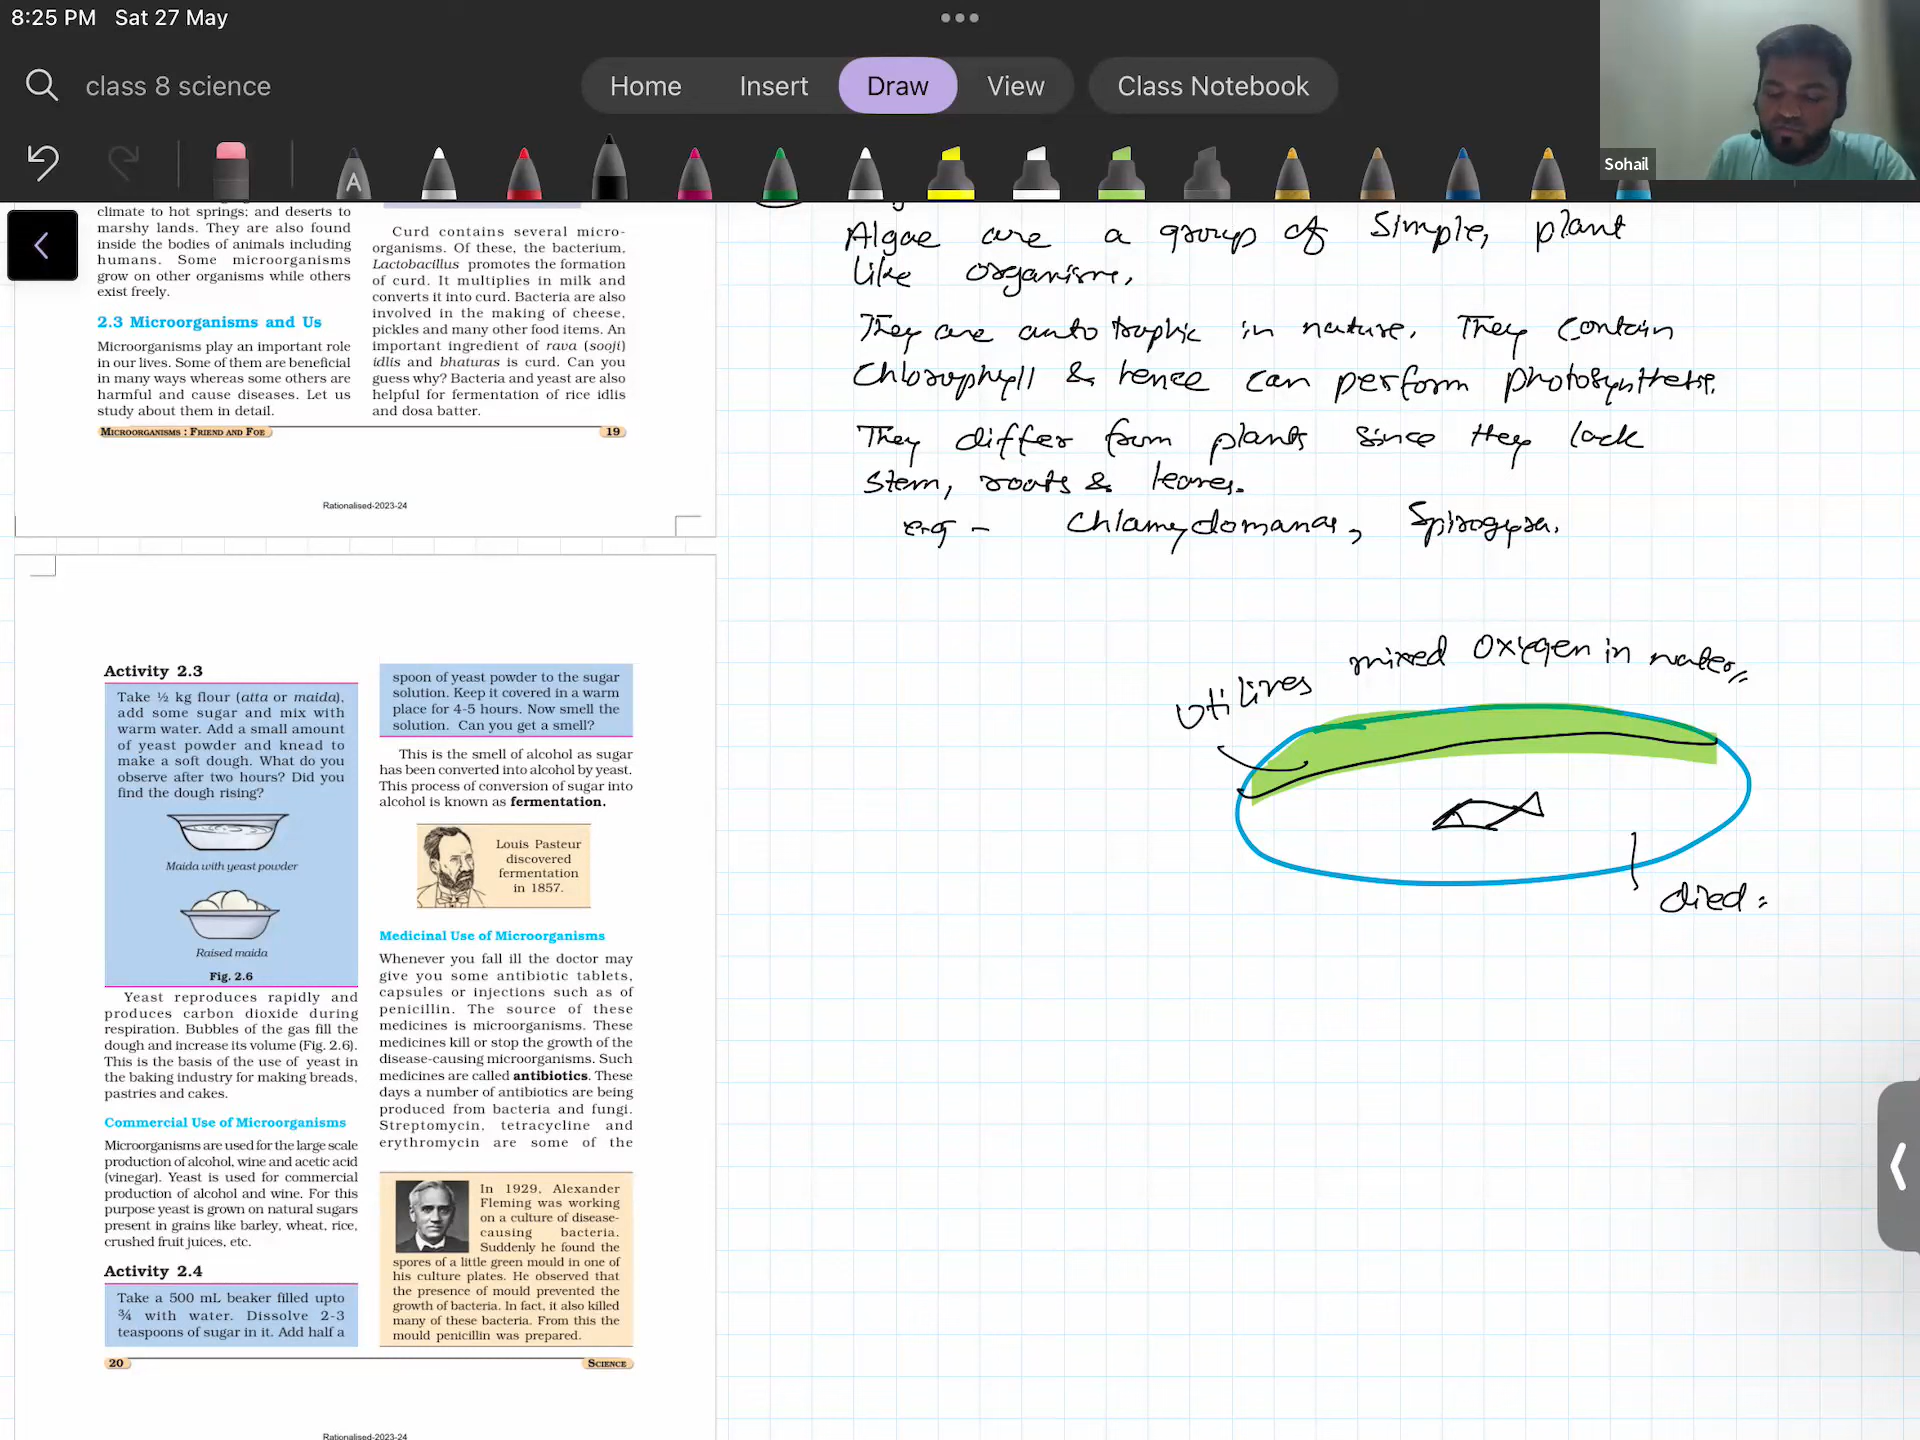 8:25 PM Sat 27 May
class 8 science
Home
Insert
Draw
View
Class Notebook
A
Sohail
climate to hot springs; and deserts to
marshy lands. They are also found
inside the bodies of animals including
humans. Some microorganisms
grow on other organisms while others
exist freely.
2.3 Microorganisms and Us
Microorganisms play an important role
in our lives. Some of them are beneficial
in many ways whereas some others are
harmful and cause diseases. Let us
study about them in detail.
Curd contains several micro-
organisms. Of these, the bacterium,
Lactobacillus promotes the formation
of curd. It multiplies in milk and
converts it into curd. Bacteria are also
involved in the making of cheese,
pickles and many other food items. An
important ingredient of rava (sooji)
idlis and bhaturas is curd. Can you
guess why? Bacteria and yeast are also
helpful for fermentation of rice idlis
and dosa batter.
Microorganisms : Friend and Foe
19
Rationalised-2023-24
Activity 2.3
Take ½ kg flour (atta or maida),
add some sugar and mix with
warm water. Add a small amount
of yeast powder and knead to
make a soft dough. What do you
observe after two hours? Did you
find the dough rising?
Maida with yeast powder
Raised maida
Fig. 2.6
Yeast reproduces rapidly and
produces carbon dioxide during
respiration. Bubbles of the gas fill the
dough and increase its volume (Fig. 2.6).
This is the basis of the use of yeast in
the baking industry for making breads,
pastries and cakes.
Commercial Use of Microorganisms
Microorganisms are used for the large scale
production of alcohol, wine and acetic acid
(vinegar). Yeast is used for commercial
production of alcohol and wine. For this
purpose yeast is grown on natural sugars
present in grains like barley, wheat, rice,
crushed fruit juices, etc.
Activity 2.4
Take a 500 mL beaker filled upto
¾ with water. Dissolve 2-3
teaspoons of sugar in it. Add half a
spoon of yeast powder to the sugar
solution. Keep it covered in a warm
place for 4-5 hours. Now smell the
solution. Can you get a smell?
This is the smell of alcohol as sugar
has been converted into alcohol by yeast.
This process of conversion of sugar into
alcohol is known as fermentation.
Louis Pasteur
discovered
fermentation
in 1857.
Medicinal Use of Microorganisms
Whenever you fall ill the doctor may
give you some antibiotic tablets,
capsules or injections such as of
penicillin. The source of these
medicines is microorganisms. These
medicines kill or stop the growth of the
disease-causing microorganisms. Such
medicines are called antibiotics. These
days a number of antibiotics are being
produced from bacteria and fungi.
Streptomycin, tetracycline and
erythromycin are some of the
In 1929, Alexander
Fleming was working
on a culture of disease-
causing bacteria.
Suddenly he found the
spores of a little green mould in one of
his culture plates. He observed that
the presence of mould prevented the
growth of bacteria. In fact, it also killed
many of these bacteria. From this the
mould penicillin was prepared.
20
Science
Rationalised-2023-24
Algae are a group of simple, plant
like organism,
They are autotrophic in nature. They contain
Chlorophyll & hence can perform photosynthesis.
They differ from plants since they lack
stem, roots & leaves.
e.g - Chlamydomanas, Spirogyra.
Utilises mixed oxygen in water
died